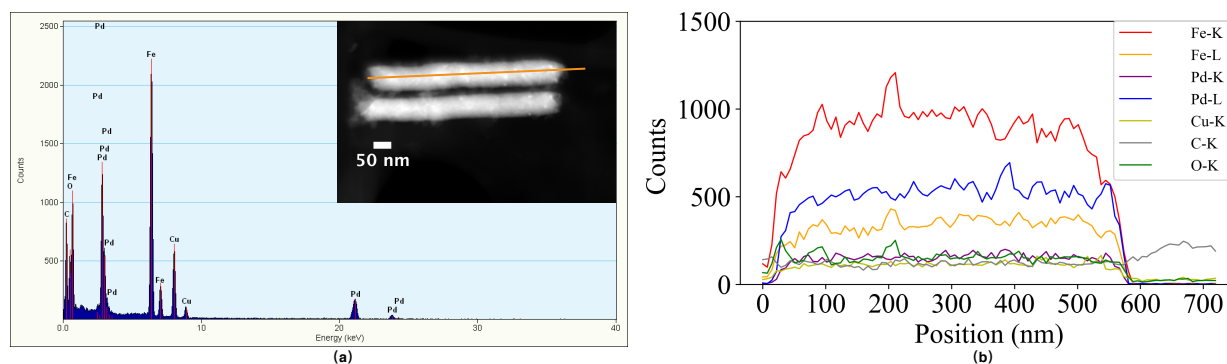 2500
2000
1500
1000
500
Counts
Pd
Fe
Pd
Pd
Pd
Pd
Fe
O
C
Pd
Pd
Fe
Cu
Cu
Pd
Pd
50 nm
0.0
10
20
30
40
Energy (keV)
(a)
1500
1000
500
0
Counts
Fe-K
Fe-L
Pd-K
Pd-L
Cu-K
C-K
O-K
0 100 200 300 400 500 600 700
Position (nm)
(b)